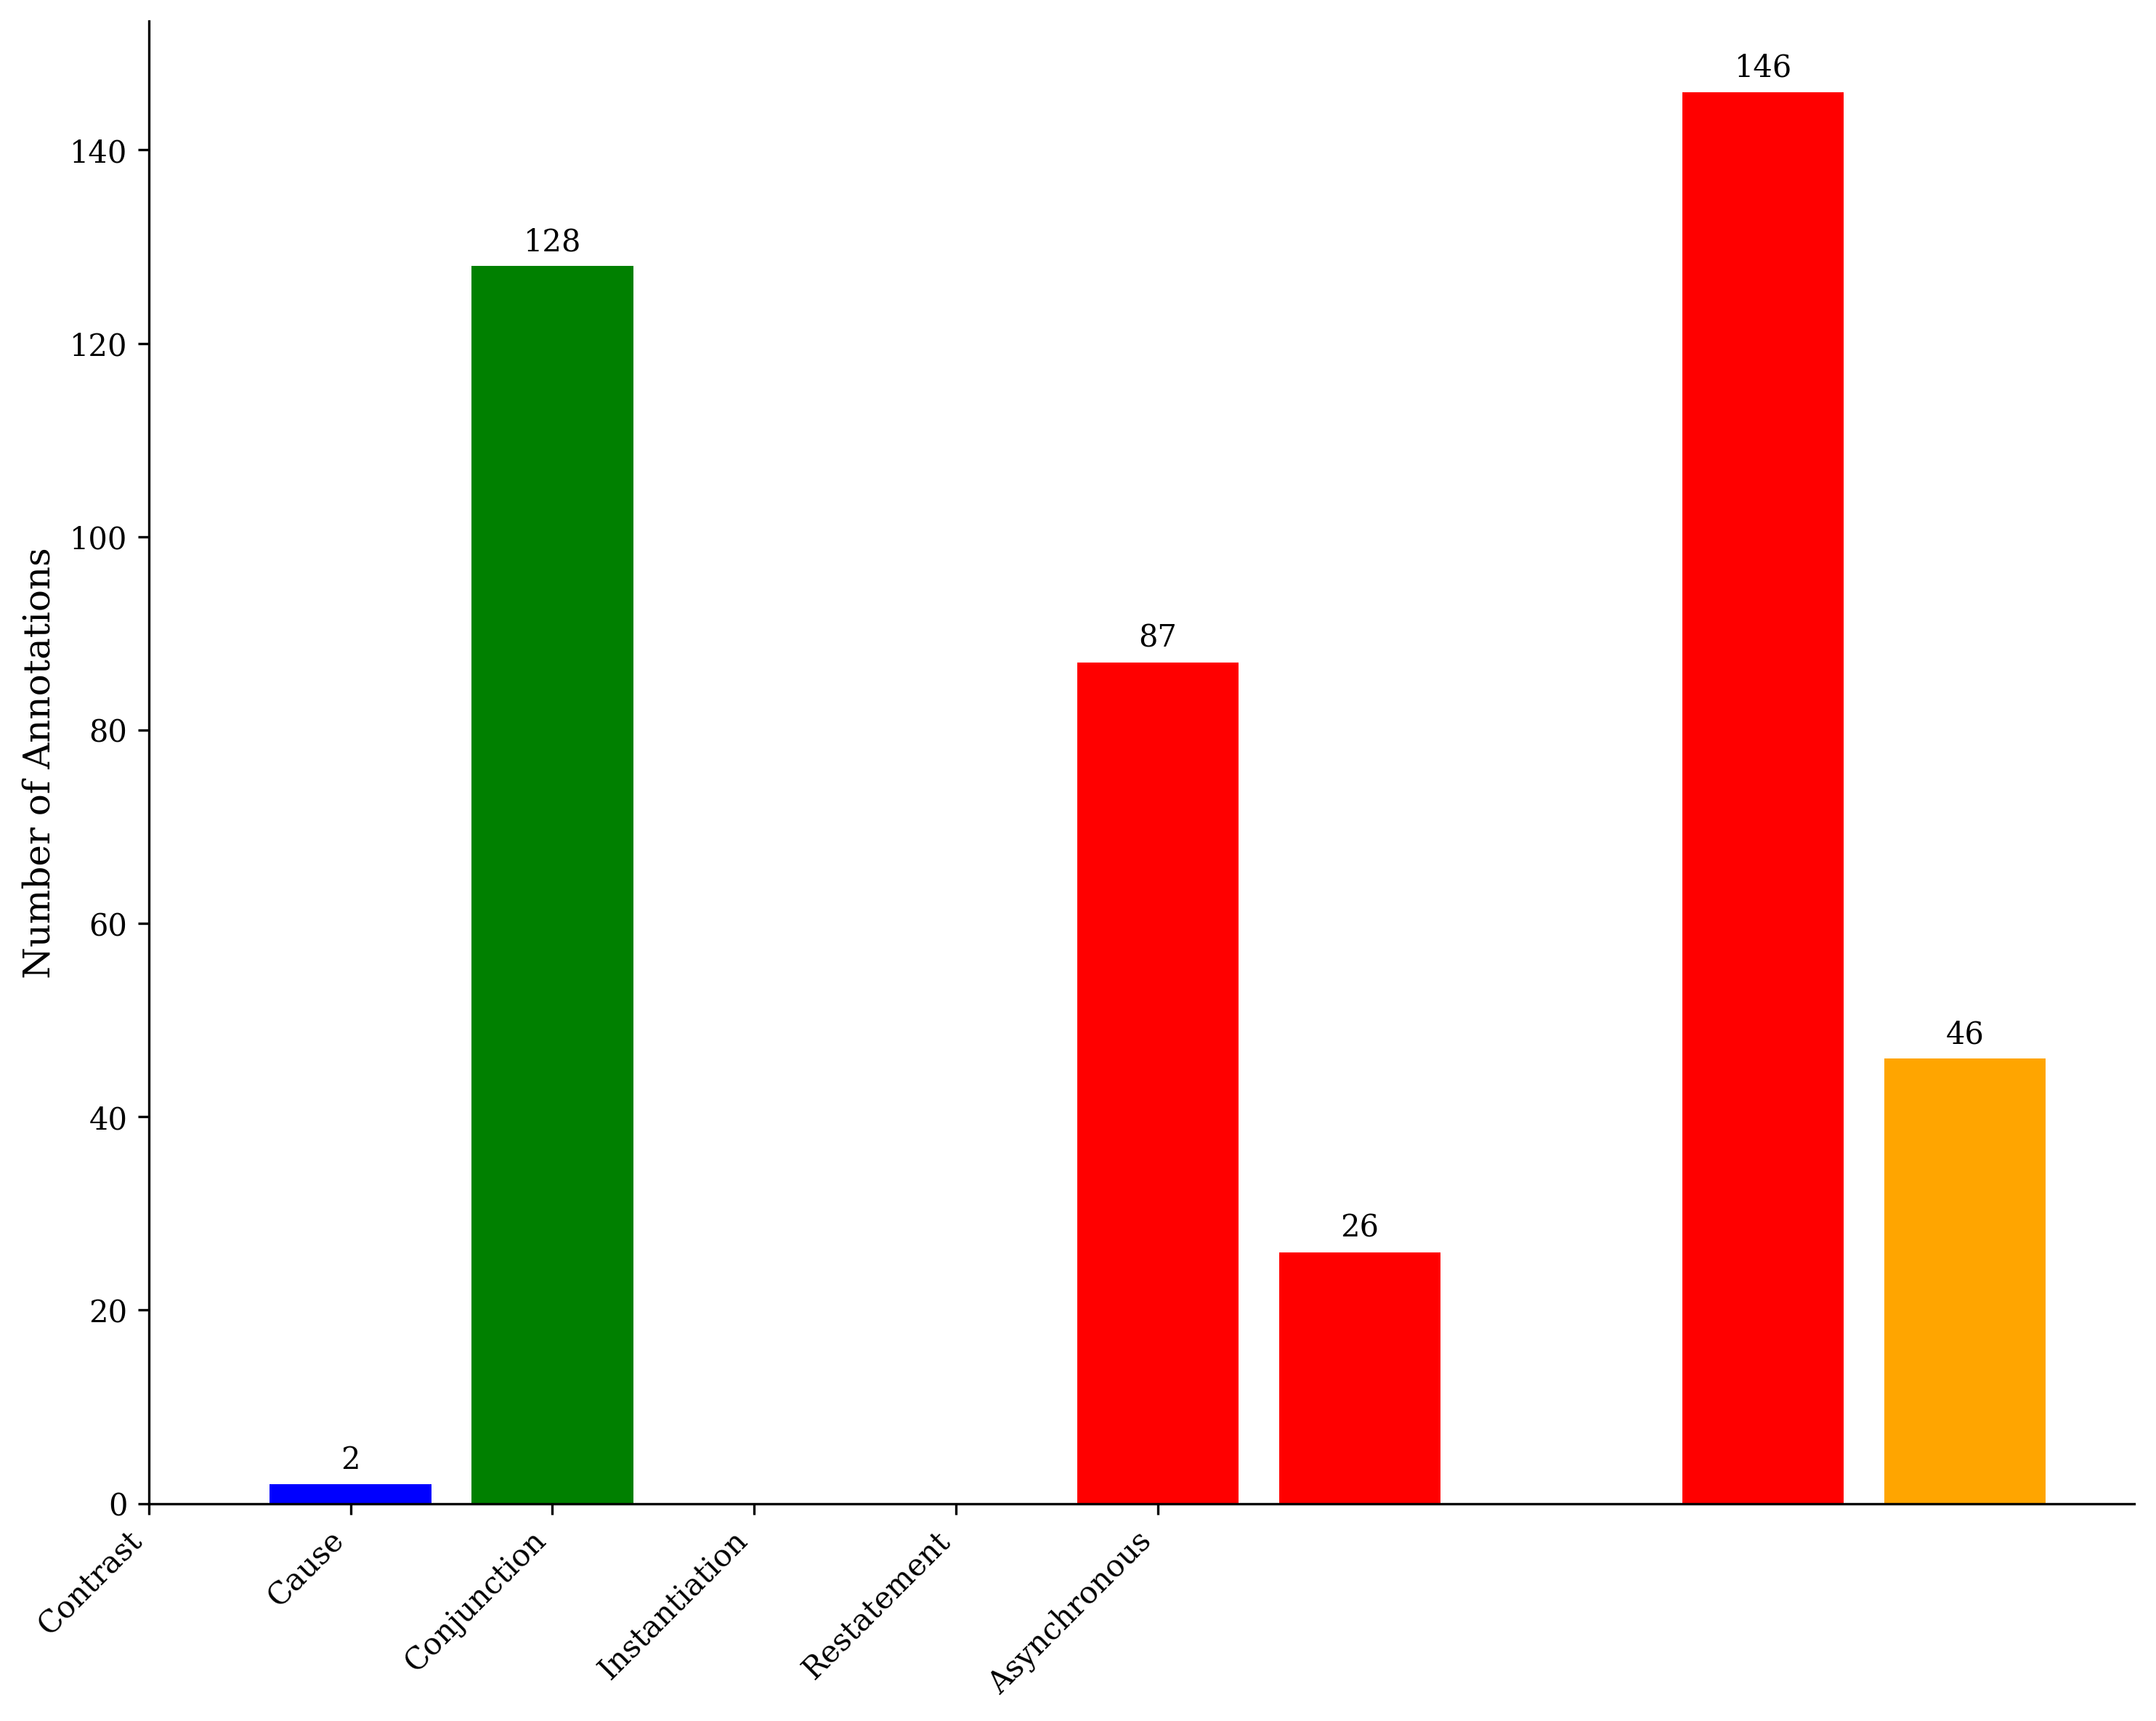 146
140
128
120
100
87
80
60
46
40
26
20
2
0
Number of Annotations
Contrast
Cause
Conjunction
Instantiation
Restatement
Asynchronous